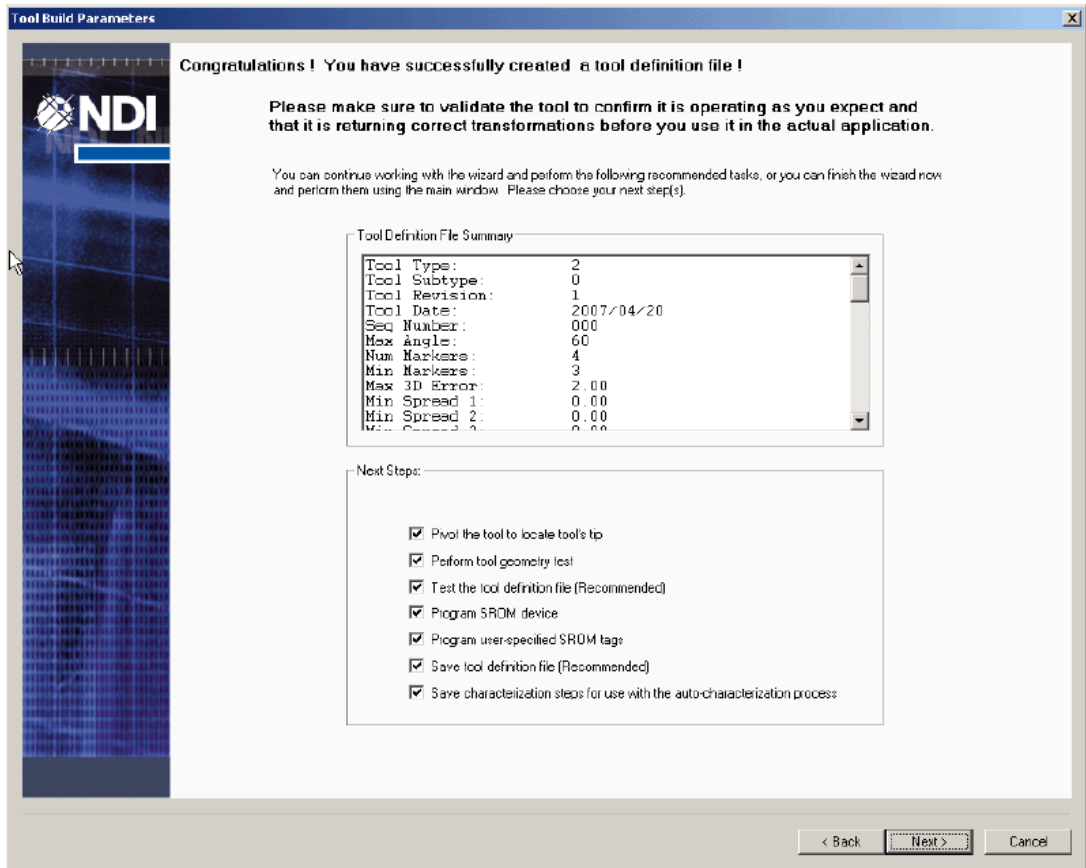 Tool Build Parameters
NDI
Congratulations ! You have successfully created a tool definition file !
Please make sure to validate the tool to confirm it is operating as you expect and
that it is returning correct transformations before you use it in the actual application.
You can continue working with the wizard and perform the following recommended tasks, or you can finish the wizard now
and perform them using the main window. Please choose your next step(s).
Tool Definition File Summary
Tool Type: 2
Tool Subtype: 0
Tool Revision: 1
Tool Date: 2007/04/20
Seq Number: 000
Max Angle: 60
Num Markers: 4
Min Markers: 3
Max 3D Error: 2.00
Min Spread 1: 0.00
Min Spread 2: 0.00
Min Spread 3: 0.00
Next Steps:
Pivot the tool to locate tool's tip
Perform tool geometry test
Test the tool definition file (Recommended)
Program SROM device
Program user-specified SROM tags
Save tool definition file (Recommended)
Save characterization steps for use with the auto-characterization process
< Back
Next >
Cancel